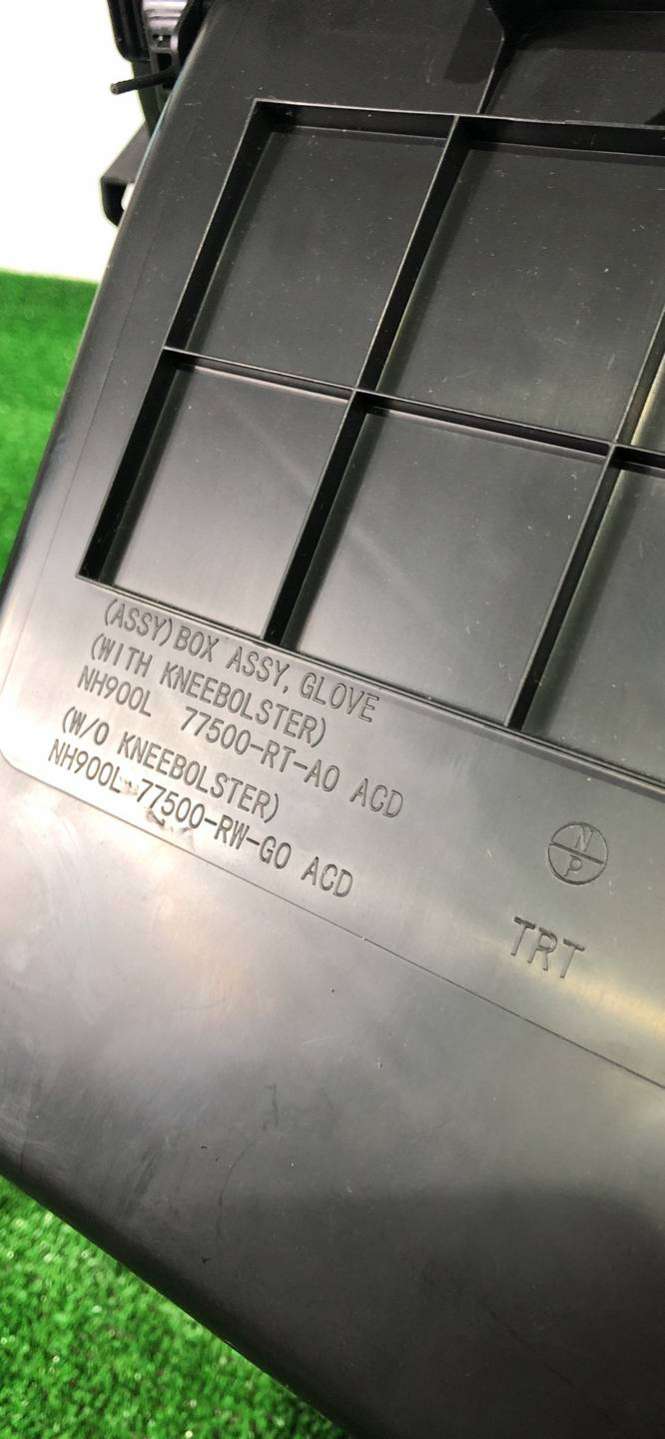 (ASSY)BOX ASSY, GLOVE
(WITH KNEEBOLSTER)
NH900L 77500-RT-A0 ACD
(W/O KNEEBOLSTER)
NH900L 77500-RW-G0 ACD
N
P
TRT